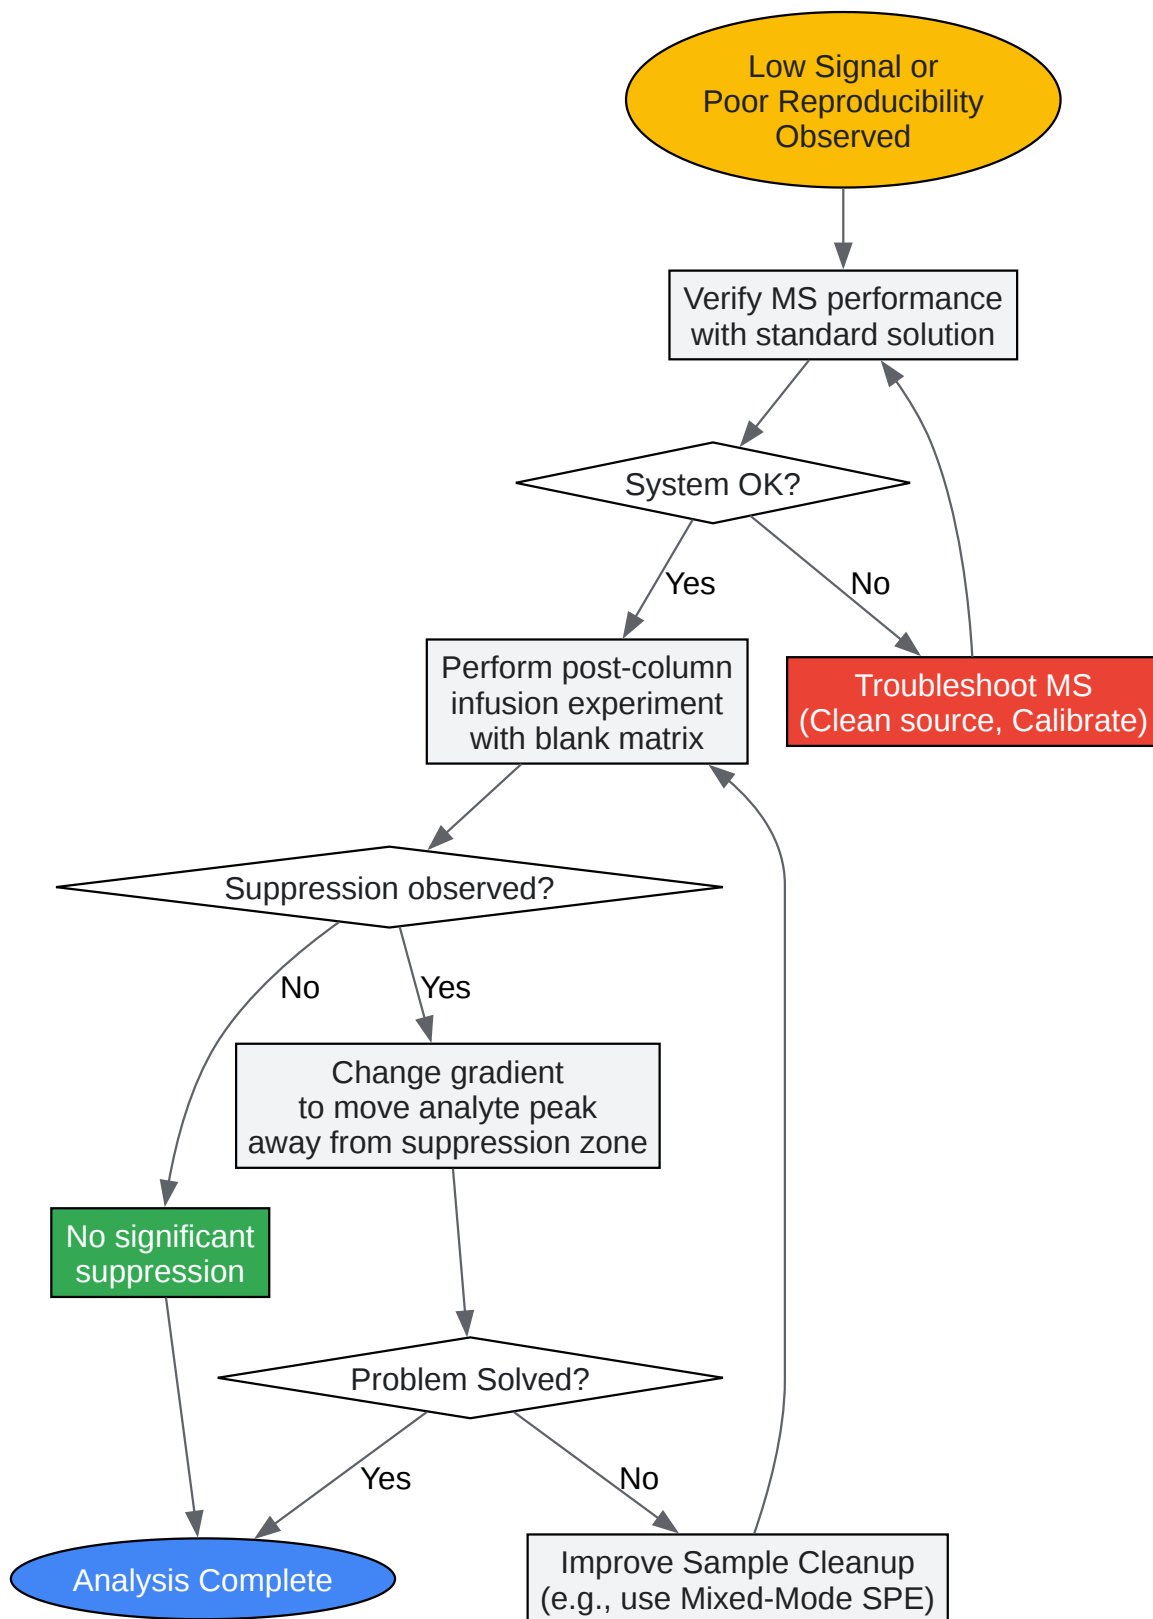 Low Signal or
Poor Reproducibility
Observed
Verify MS performance
with standard solution
System OK?
Yes
No
Perform post-column
infusion experiment
with blank matrix
Troubleshoot MS
(Clean source, Calibrate)
Suppression observed?
No
Yes
Change gradient
to move analyte peak
away from suppression zone
No significant
suppression
Problem Solved?
Yes
No
Analysis Complete
Improve Sample Cleanup
(e.g., use Mixed-Mode SPE)